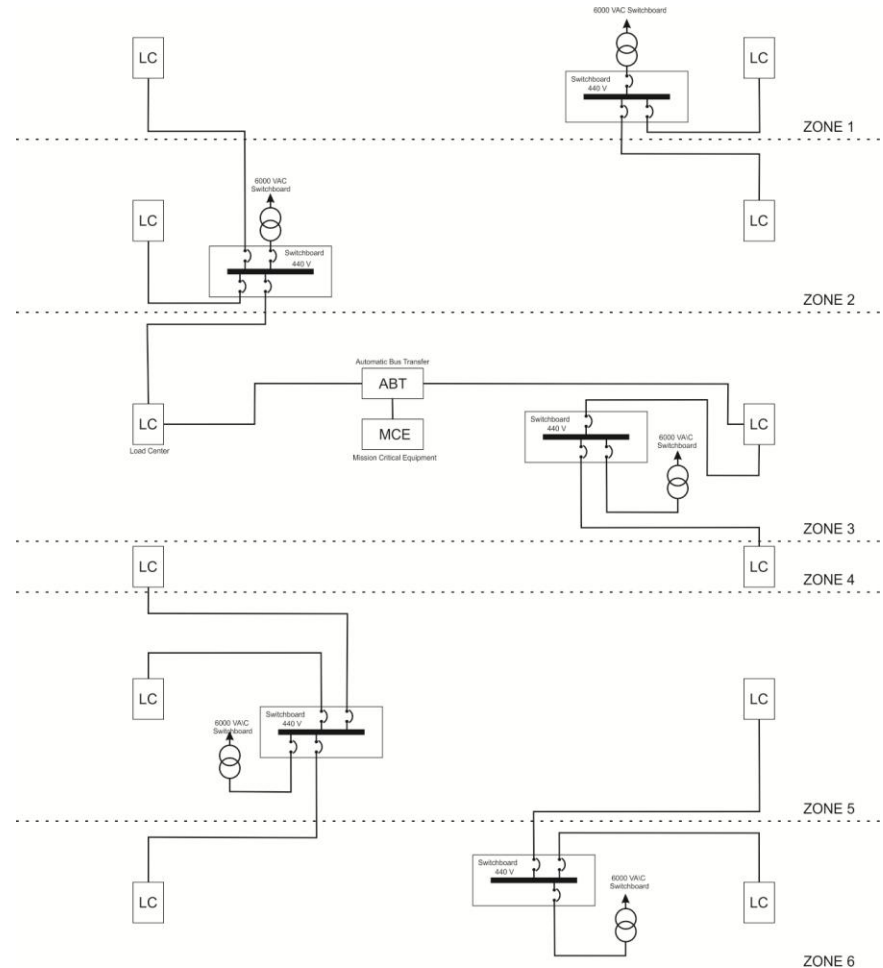 6000 VAC Switchboard
LC
LC
Switchboard
440 V
ZONE 1
6000 VAC
Switchboard
LC
LC
Switchboard
440 V
ZONE 2
Automatic Bus Transfer
ABT
LC
Load Center
MCE
Mission Critical Equipment
Switchboard
440 V
6000 VA\C
Switchboard
LC
ZONE 3
LC
LC
ZONE 4
LC
6000 VA\C
Switchboard
Switchboard
440 V
LC
ZONE 5
LC
Switchboard
440 V
6000 VA\C
Switchboard
LC
ZONE 6